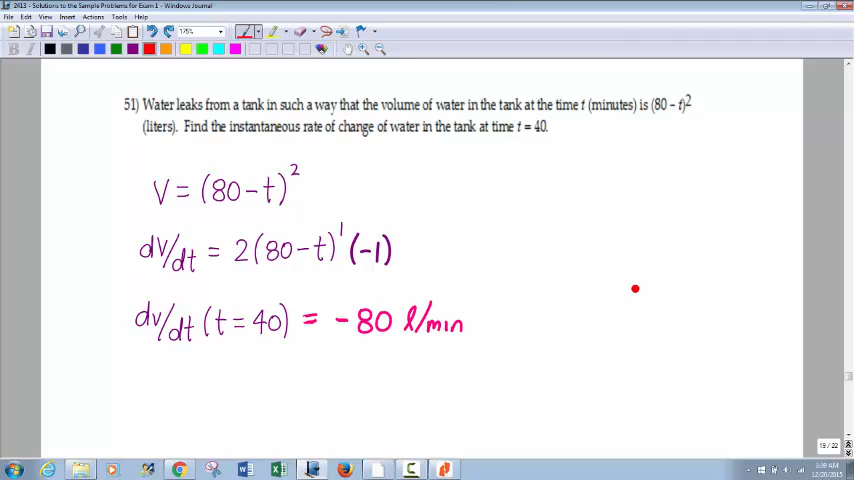 2413 - Solutions to the Sample Problems for Exam 1 - Windows Journal
File Edit View Insert Actions Tools Help
175%
B I
51) Water leaks from a tank in such a way that the volume of water in the tank at the time t (minutes) is (80 – t)²
(liters). Find the instantaneous rate of change of water in the tank at time t = 40.
V = (80 - t)²
dv/dt = 2(80 - t)¹(-1)
dv/dt (t = 40) = -80 l/min
19 / 22
3:39 AM
12/20/2015